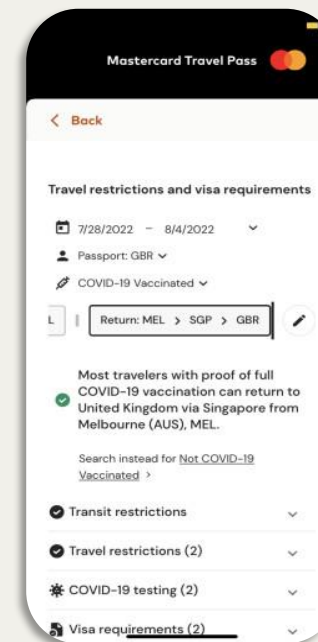 Mastercard Travel Pass
Back
Travel restrictions and visa requirements
7/28/2022 – 8/4/2022
Passport: GBR
COVID-19 Vaccinated
L Return: MEL > SGP > GBR
Most travelers with proof of full
COVID-19 vaccination can return to
United Kingdom via Singapore from
Melbourne (AUS), MEL.
Search instead for Not COVID-19
Vaccinated >
Transit restrictions
Travel restrictions (2)
COVID-19 testing (2)
Visa requirements (2)